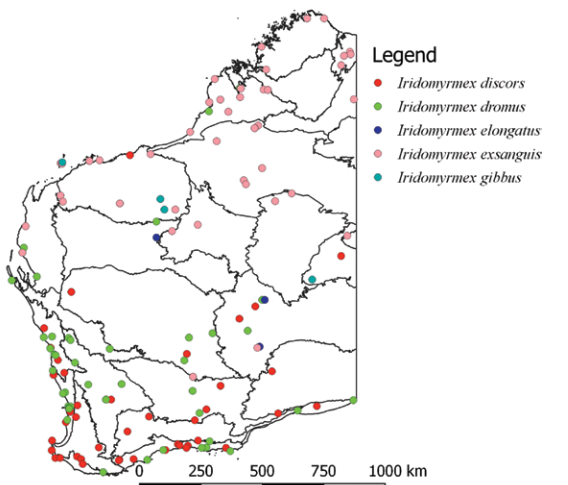 Legend
Iridomyrmex discors
Iridomyrmex dromus
Iridomyrmex elongatus
Iridomyrmex exsanguis
Iridomyrmex gibbus
0 250 500 750 1000 km